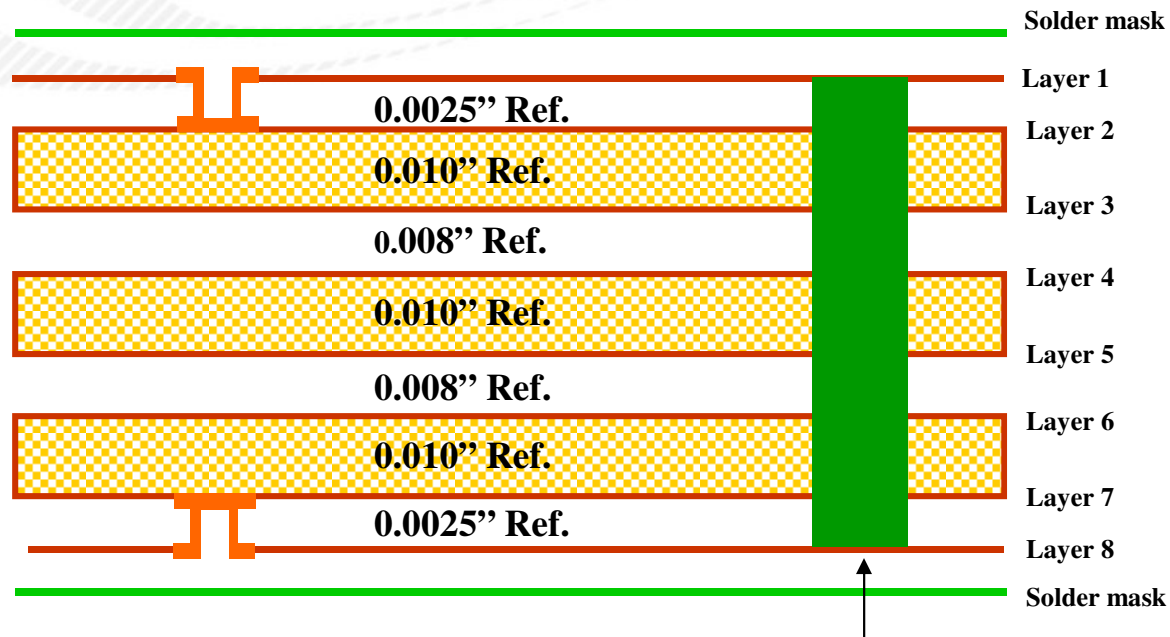 Solder mask
Layer 1
0.0025” Ref.
Layer 2
0.010” Ref.
Layer 3
0.008” Ref.
Layer 4
0.010” Ref.
Layer 5
0.008” Ref.
Layer 6
0.010” Ref.
Layer 7
0.0025” Ref.
Layer 8
Solder mask